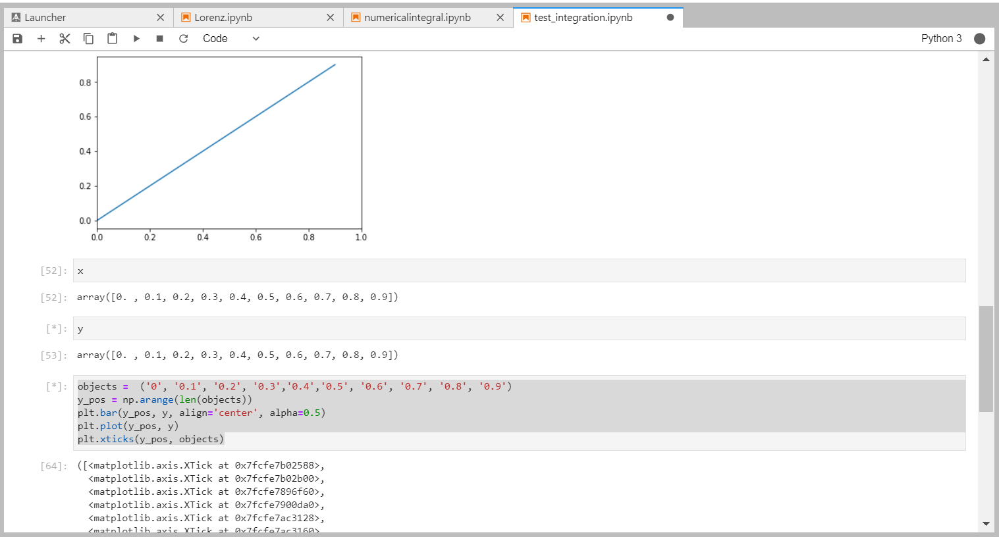 Launcher
Lorenz.ipynb
numericalintegral.ipynb
test_integration.ipynb
Code
Python 3
0.8
0.6
0.4
0.2
0.0
0.0 0.2 0.4 0.6 0.8 1.0
[52]: x
[52]: array([0. , 0.1, 0.2, 0.3, 0.4, 0.5, 0.6, 0.7, 0.8, 0.9])
[*]: y
[53]: array([0. , 0.1, 0.2, 0.3, 0.4, 0.5, 0.6, 0.7, 0.8, 0.9])
[*]: objects =  ('0', '0.1', '0.2', '0.3','0.4','0.5', '0.6', '0.7', '0.8', '0.9')
y_pos = np.arange(len(objects))
plt.bar(y_pos, y, align='center', alpha=0.5)
plt.plot(y_pos, y)
plt.xticks(y_pos, objects)
[64]: ([<matplotlib.axis.XTick at 0x7fcfe7b02588>,
<matplotlib.axis.XTick at 0x7fcfe7b02b00>,
<matplotlib.axis.XTick at 0x7fcfe7896f60>,
<matplotlib.axis.XTick at 0x7fcfe7900da0>,
<matplotlib.axis.XTick at 0x7fcfe7ac3128>,
<matplotlib.axis.XTick at 0x7fcfe7ac3160>